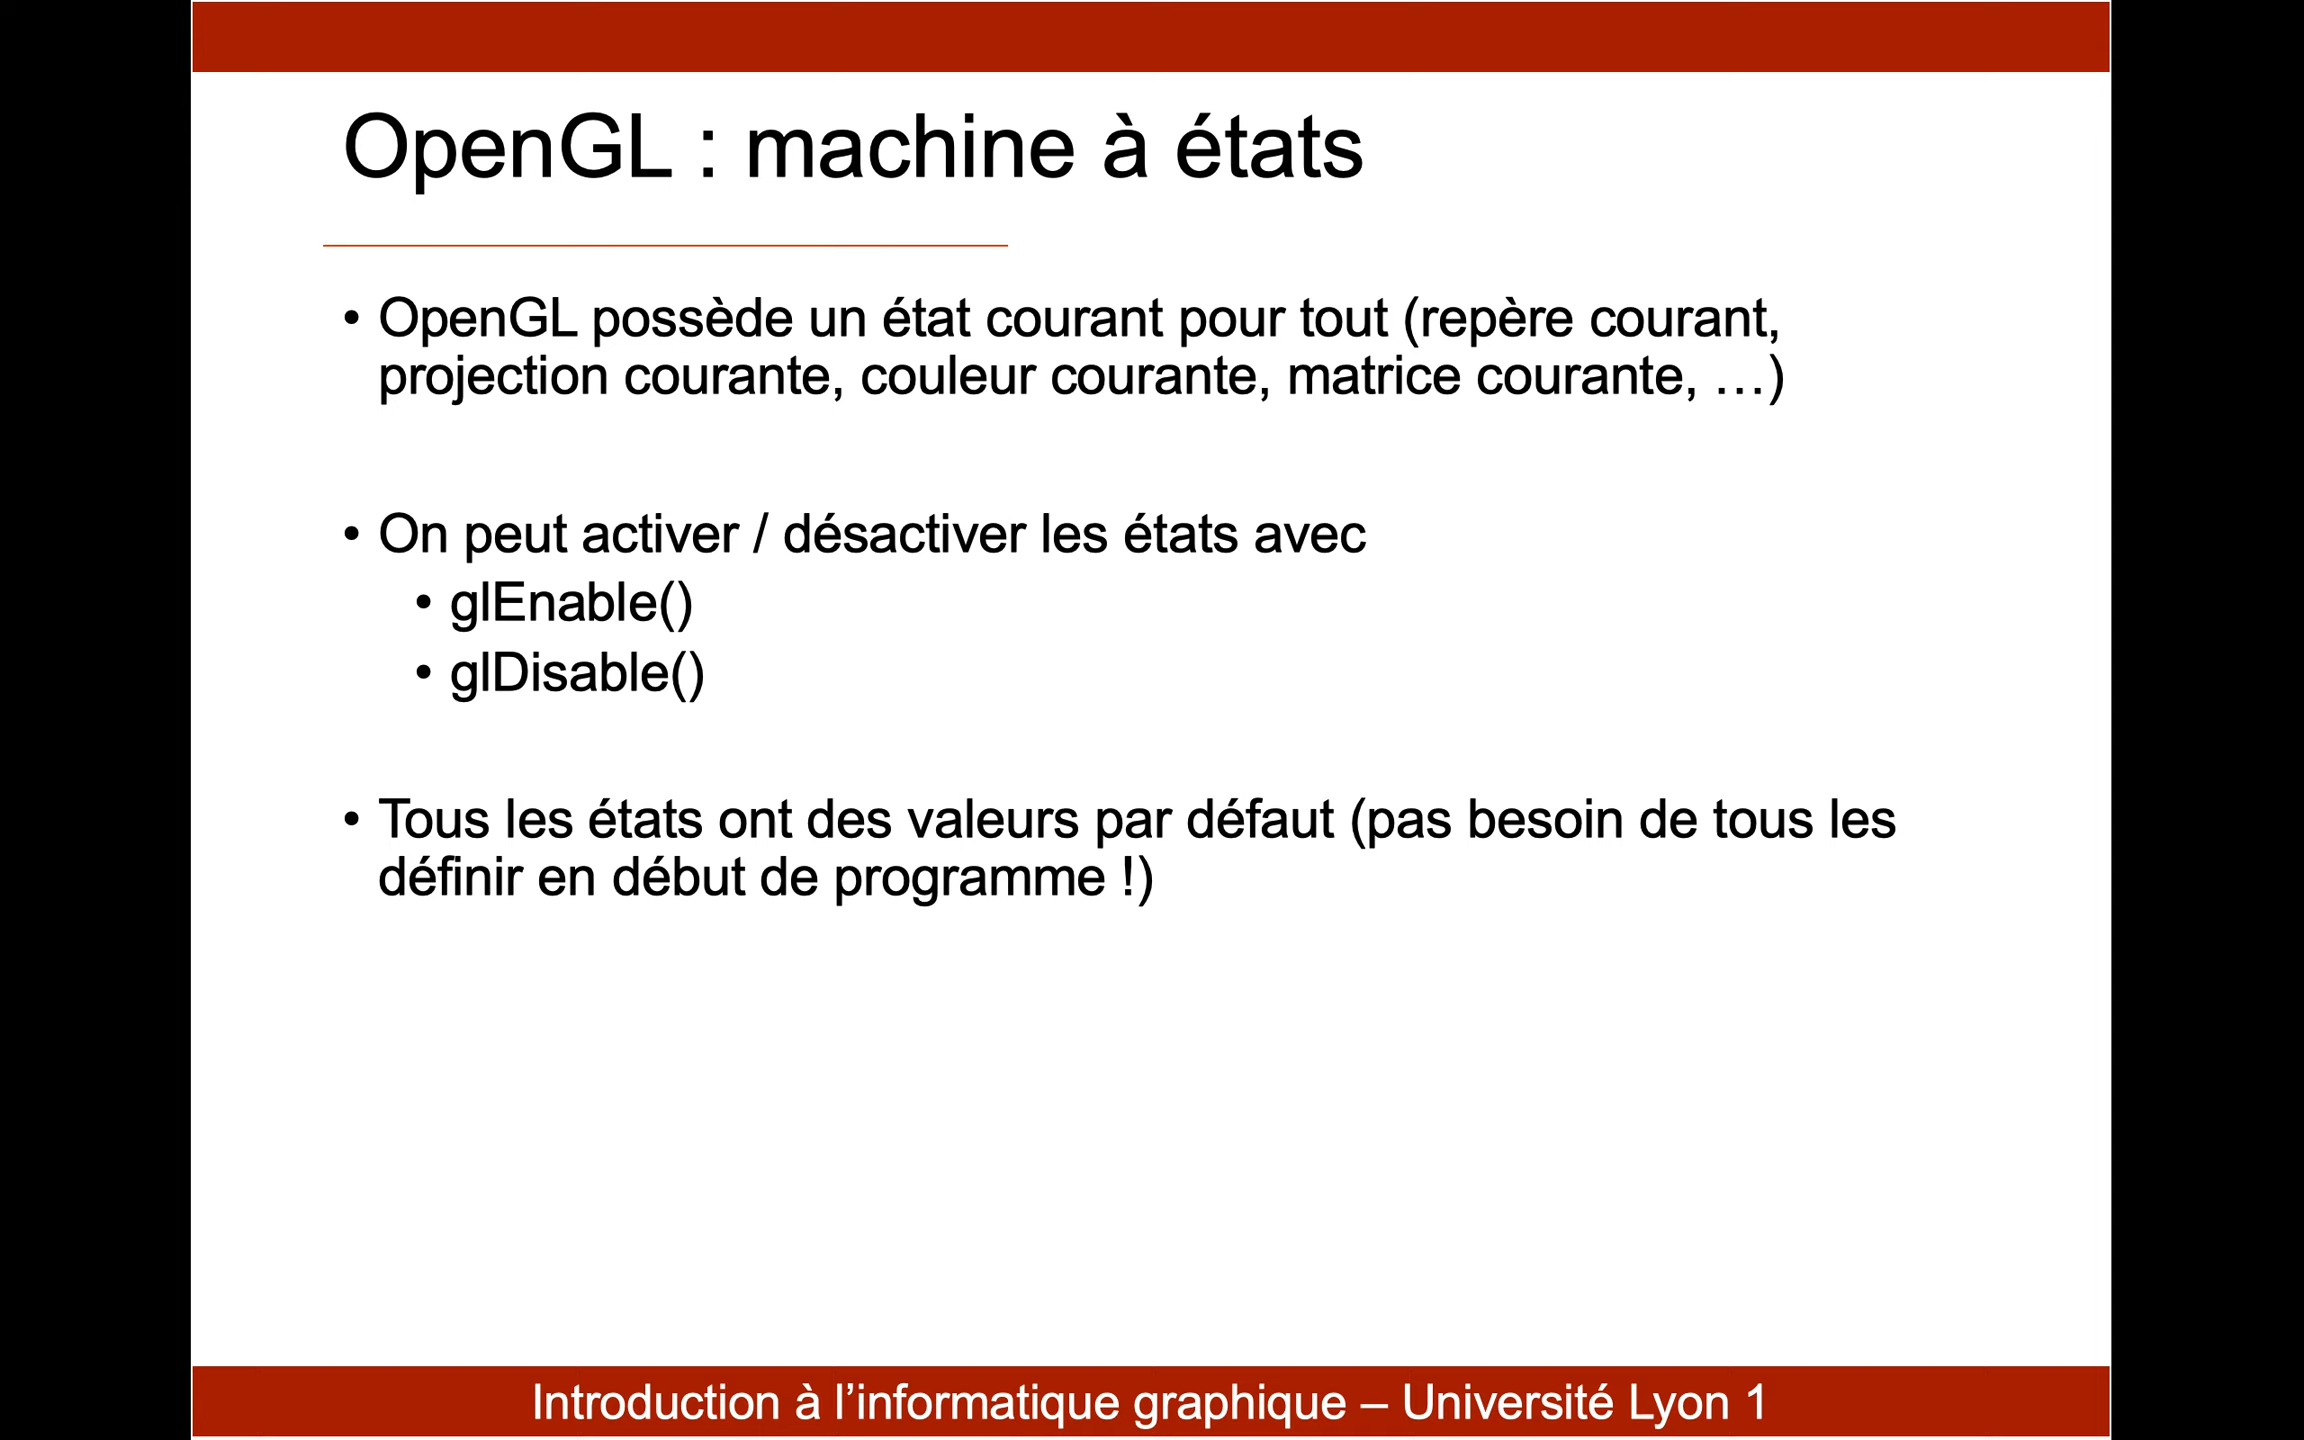 OpenGL : machine à états
• OpenGL possède un état courant pour tout (repère courant,
projection courante, couleur courante, matrice courante, …)
• On peut activer / désactiver les états avec
• glEnable()
• glDisable()
• Tous les états ont des valeurs par défaut (pas besoin de tous les
définir en début de programme !)
Introduction à l’informatique graphique – Université Lyon 1